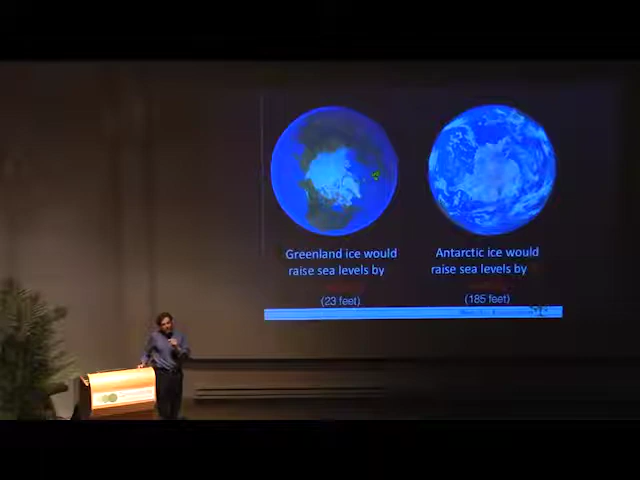 Greenland ice would
raise sea levels by
(23 feet)
Antarctic ice would
raise sea levels by
(185 feet)